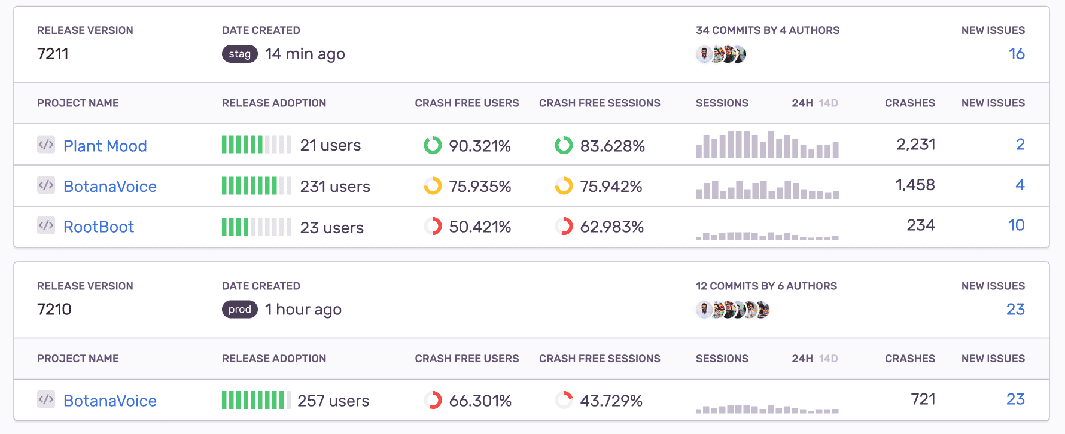 RELEASE VERSION DATE CREATED 34 COMMITS BY 4 AUTHORS NEW ISSUES
7211 stag 14 min ago 16
PROJECT NAME RELEASE ADOPTION CRASH FREE USERS CRASH FREE SESSIONS SESSIONS 24H 14D CRASHES NEW ISSUES
</> Plant Mood 21 users 90.321% 83.628% 2,231 2
</> BotanaVoice 231 users 75.935% 75.942% 1,458 4
</> RootBoot 23 users 50.421% 62.983% 234 10
RELEASE VERSION DATE CREATED 12 COMMITS BY 6 AUTHORS NEW ISSUES
7210 prod 1 hour ago 23
PROJECT NAME RELEASE ADOPTION CRASH FREE USERS CRASH FREE SESSIONS SESSIONS 24H 14D CRASHES NEW ISSUES
</> BotanaVoice 257 users 66.301% 43.729% 721 23